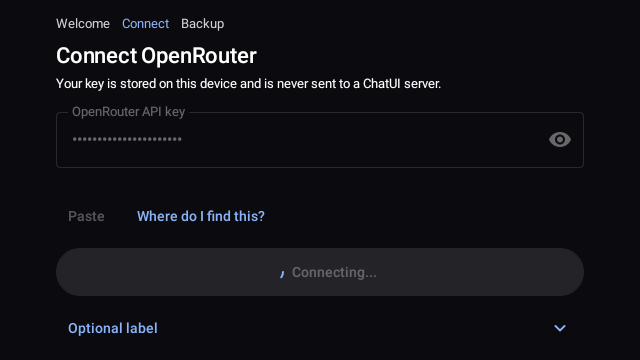 Welcome Connect Backup
Connect OpenRouter
Your key is stored on this device and is never sent to a ChatUI server.
OpenRouter API key
••••••••••••••••••••••
Paste Where do I find this?
Connecting...
Optional label